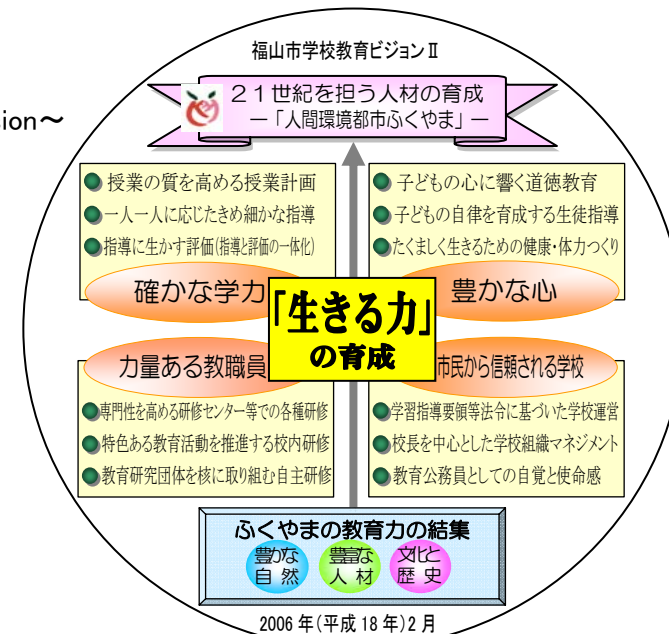 福山市学校教育ビジョンⅡ
sion～
２１世紀を担う人材の育成
―「人間環境都市ふくやま」―
授業の質を高める授業計画
一人一人に応じたきめ細かな指導
指導に生かす評価(指導と評価の一体化)
確かな学力
子どもの心に響く道徳教育
子どもの自律を育成する生徒指導
たくましく生きるための健康・体力つくり
豊かな心
「生きる力」
の育成
力量ある教職員
専門性を高める研修センター等での各種研修
特色ある教育活動を推進する校内研修
教育研究団体を核に取り組む自主研修
市民から信頼される学校
学習指導要領等法令に基づいた学校運営
校長を中心とした学校組織マネジメント
教育公務員としての自覚と使命感
ふくやまの教育力の結集
豊かな
自 然
豊富な
人 材
文化と
歴 史
2006 年(平成 18 年)2 月